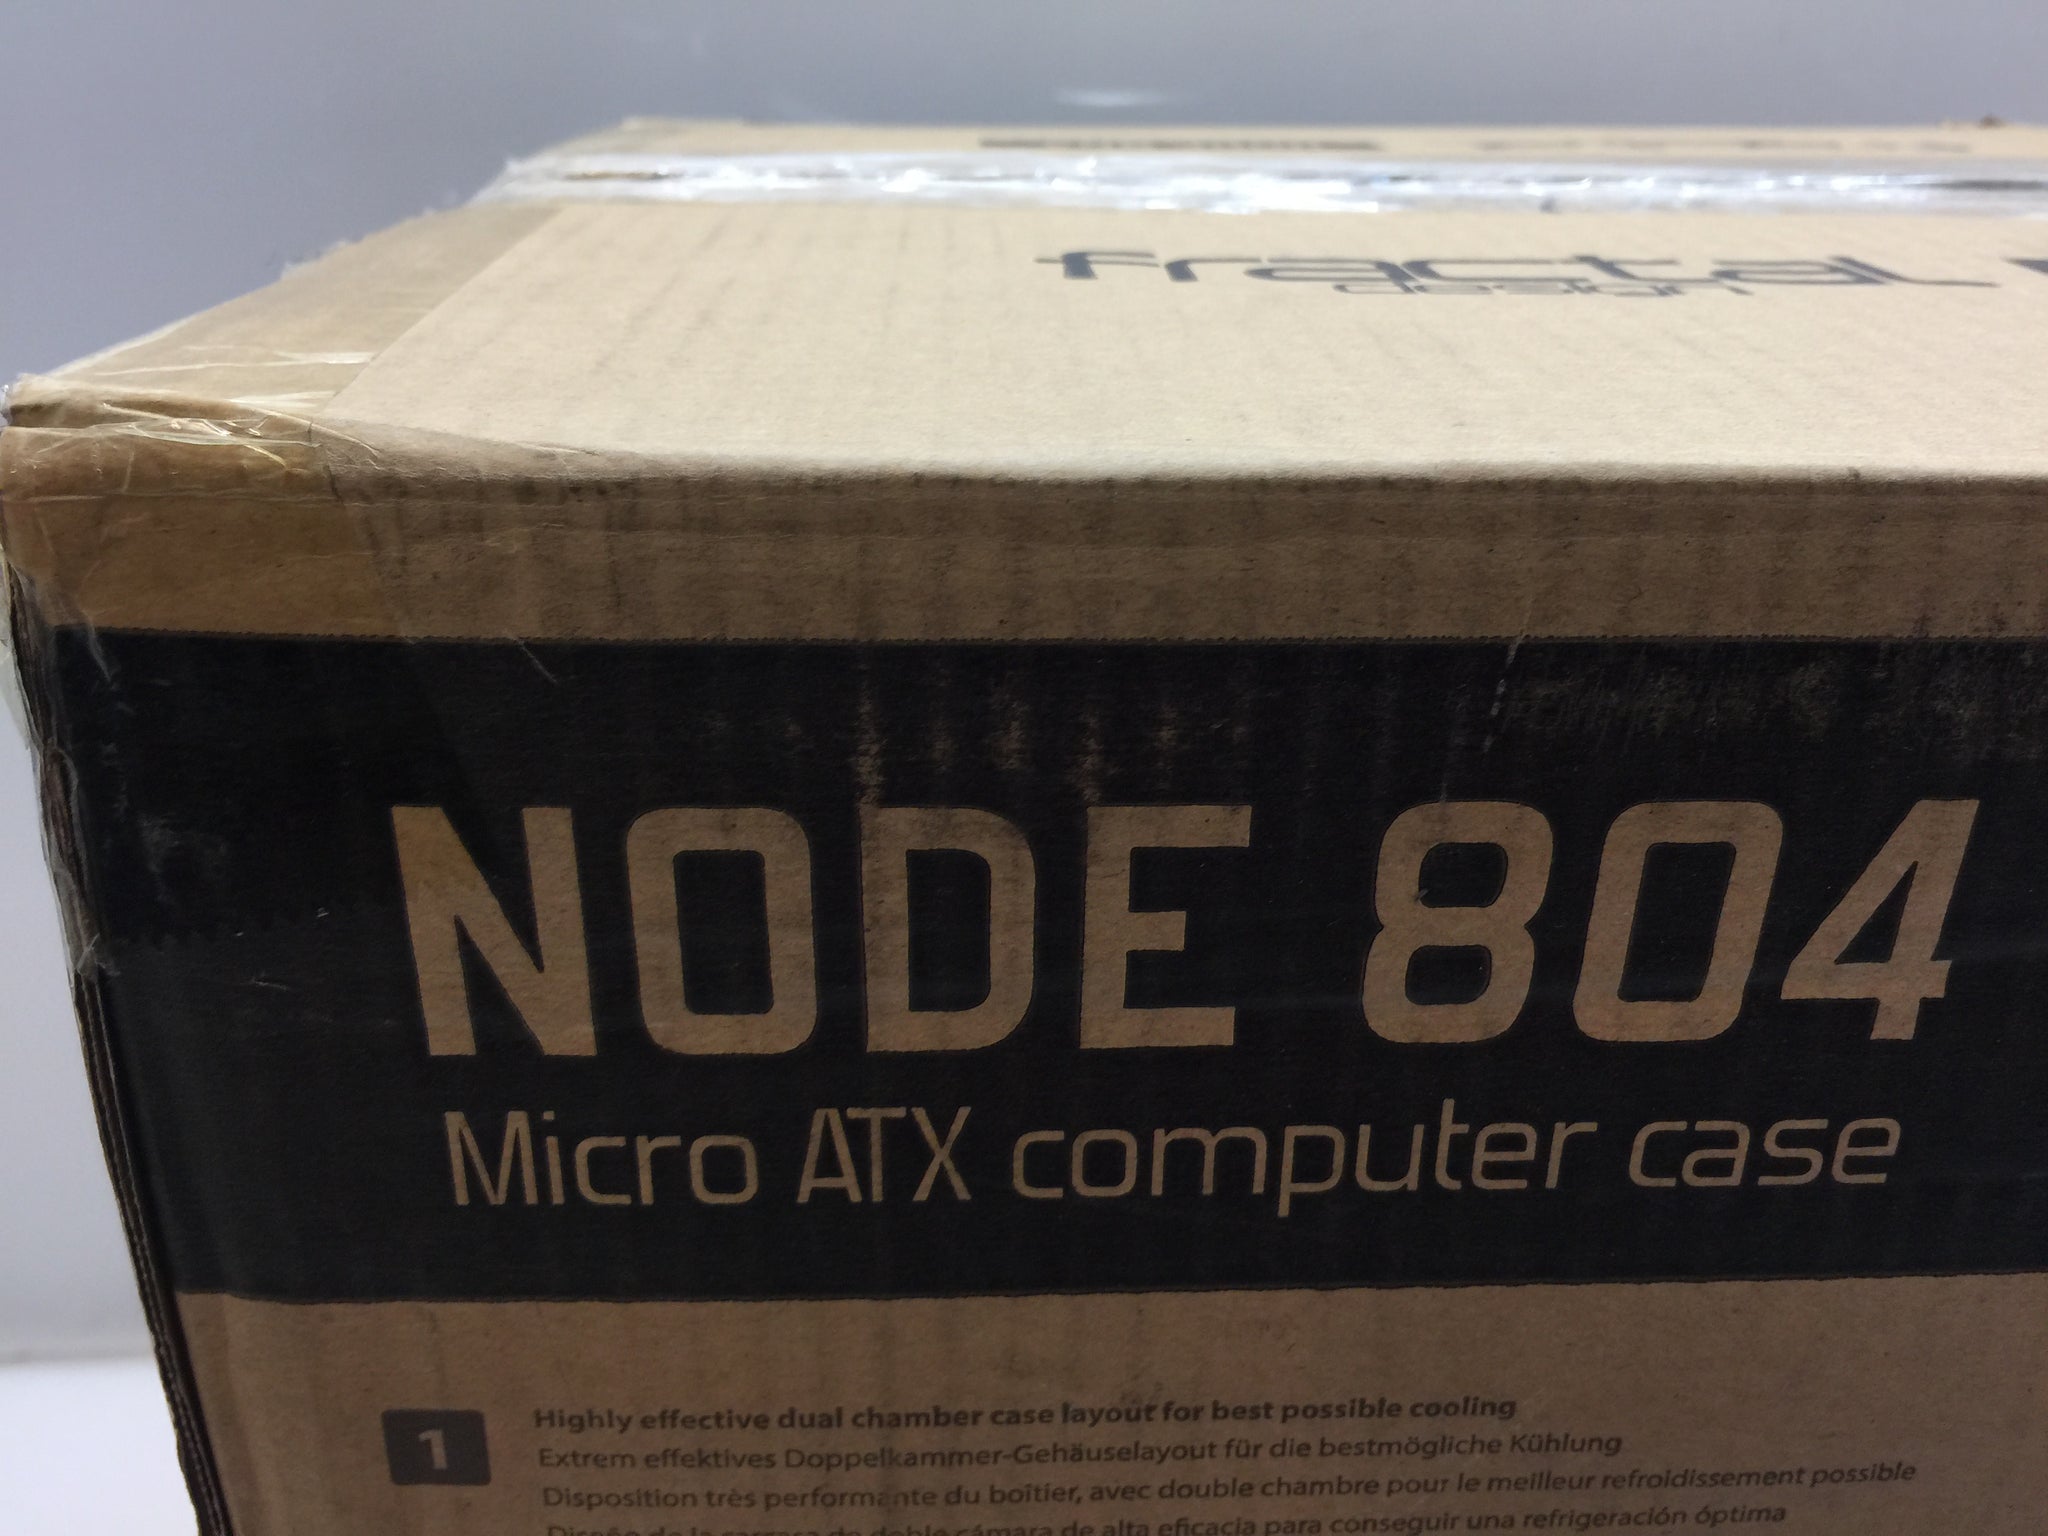 fractal
design
NODE 804
Micro ATX computer case
1
Highly effective dual chamber case layout for best possible cooling
Extrem effektives Doppelkammer-Gehäuselayout für die bestmögliche Kühlung
Disposition très performante du boîtier, avec double chambre pour le meilleur refroidissement possible
Diseño de la carcasa de doble cámara de alta eficacia para conseguir una refrigeración óptima